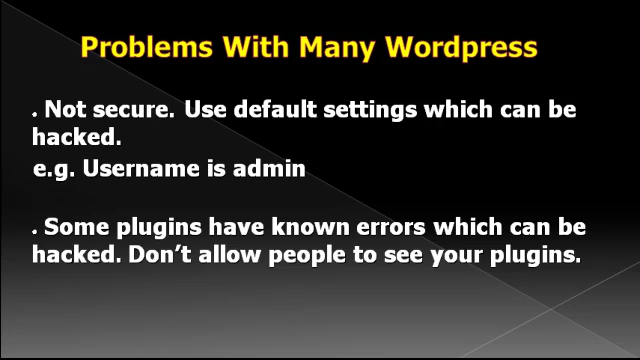 Problems With Many Wordpress
. Not secure. Use default settings which can be
hacked.
e.g. Username is admin
. Some plugins have known errors which can be
hacked. Don’t allow people to see your plugins.